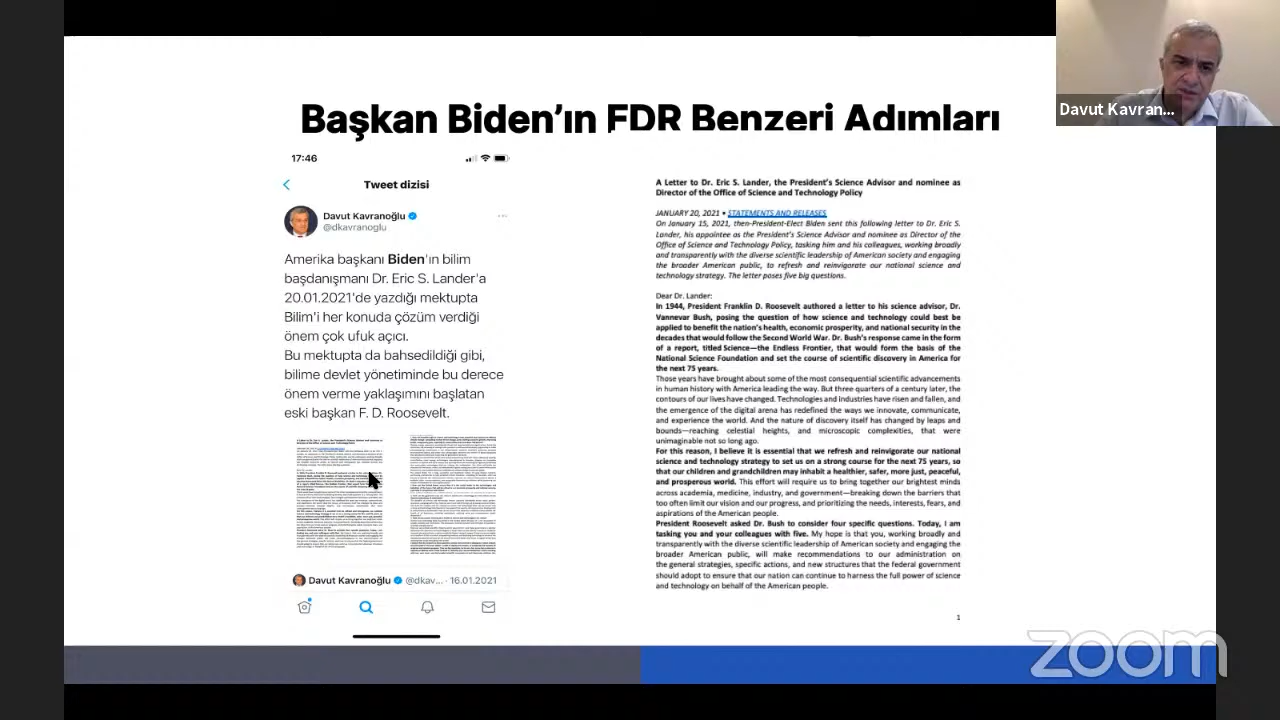 Davut Kavran...
Başkan Biden'ın FDR Benzeri Adımları
17:46
Tweet dizisi
Davut Kavranoğlu
@dkavranoglu
Amerika başkanı Biden'ın bilim
başdanışmanı Dr. Eric S. Lander'a
20.01.2021'de yazdığı mektupta
Bilim'i her konuda çözüm verdiği
önem çok ufuk açıcı.
Bu mektupta da bahsedildiği gibi,
bilime devlet yönetiminde bu derece
önem verme yaklaşımını başlatan
eski başkan F. D. Roosevelt.
Davut Kavranoğlu @dkav... · 16.01.2021
A Letter to Dr. Eric S. Lander, the President's Science Advisor and nominee as
Director of the Office of Science and Technology Policy
JANUARY 20, 2021 • STATEMENTS AND RELEASES
On January 15, 2021, then-President-Elect Biden sent this following letter to Dr. Eric S.
Lander, his appointee as the President's Science Advisor and nominee as Director of the
Office of Science and Technology Policy, tasking him and his colleagues, working broadly
and transparently with the diverse scientific leadership of American society and engaging
the broader American public, to refresh and reinvigorate our national science and
technology strategy. The letter poses five big questions.
Dear Dr. Lander:
In 1944, President Franklin D. Roosevelt authored a letter to his science advisor, Dr.
Vannevar Bush, posing the question of how science and technology could best be
applied to benefit the nation's health, economic prosperity, and national security in the
decades that would follow the Second World War. Dr. Bush's response came in the form
of a report, titled Science—the Endless Frontier, that would form the basis of the
National Science Foundation and set the course of scientific discovery in America for
the next 75 years.
Those years have brought about some of the most consequential scientific advancements
in human history with America leading the way. But three quarters of a century later, the
contours of our lives have changed. Technologies and industries have risen and fallen, and
the emergence of the digital arena has redefined the ways we innovate, communicate,
and experience the world. And the nature of discovery itself has changed by leaps and
bounds—reaching celestial heights, and microscopic complexities, that were
unimaginable not so long ago.
For this reason, I believe it is essential that we refresh and reinvigorate our national
science and technology strategy to set us on a strong course for the next 75 years, so
that our children and grandchildren may inhabit a healthier, safer, more just, peaceful,
and prosperous world. This effort will require us to bring together our brightest minds
across academia, medicine, industry, and government—breaking down the barriers that
too often limit our vision and our progress, and prioritizing the needs, interests, fears, and
aspirations of the American people.
President Roosevelt asked Dr. Bush to consider four specific questions. Today, I am
tasking you and your colleagues with five. My hope is that you, working broadly and
transparently with the diverse scientific leadership of American society and engaging the
broader American public, will make recommendations to our administration on
the general strategies, specific actions, and new structures that the federal government
should adopt to ensure that our nation can continue to harness the full power of science
and technology on behalf of the American people.
1
zoom